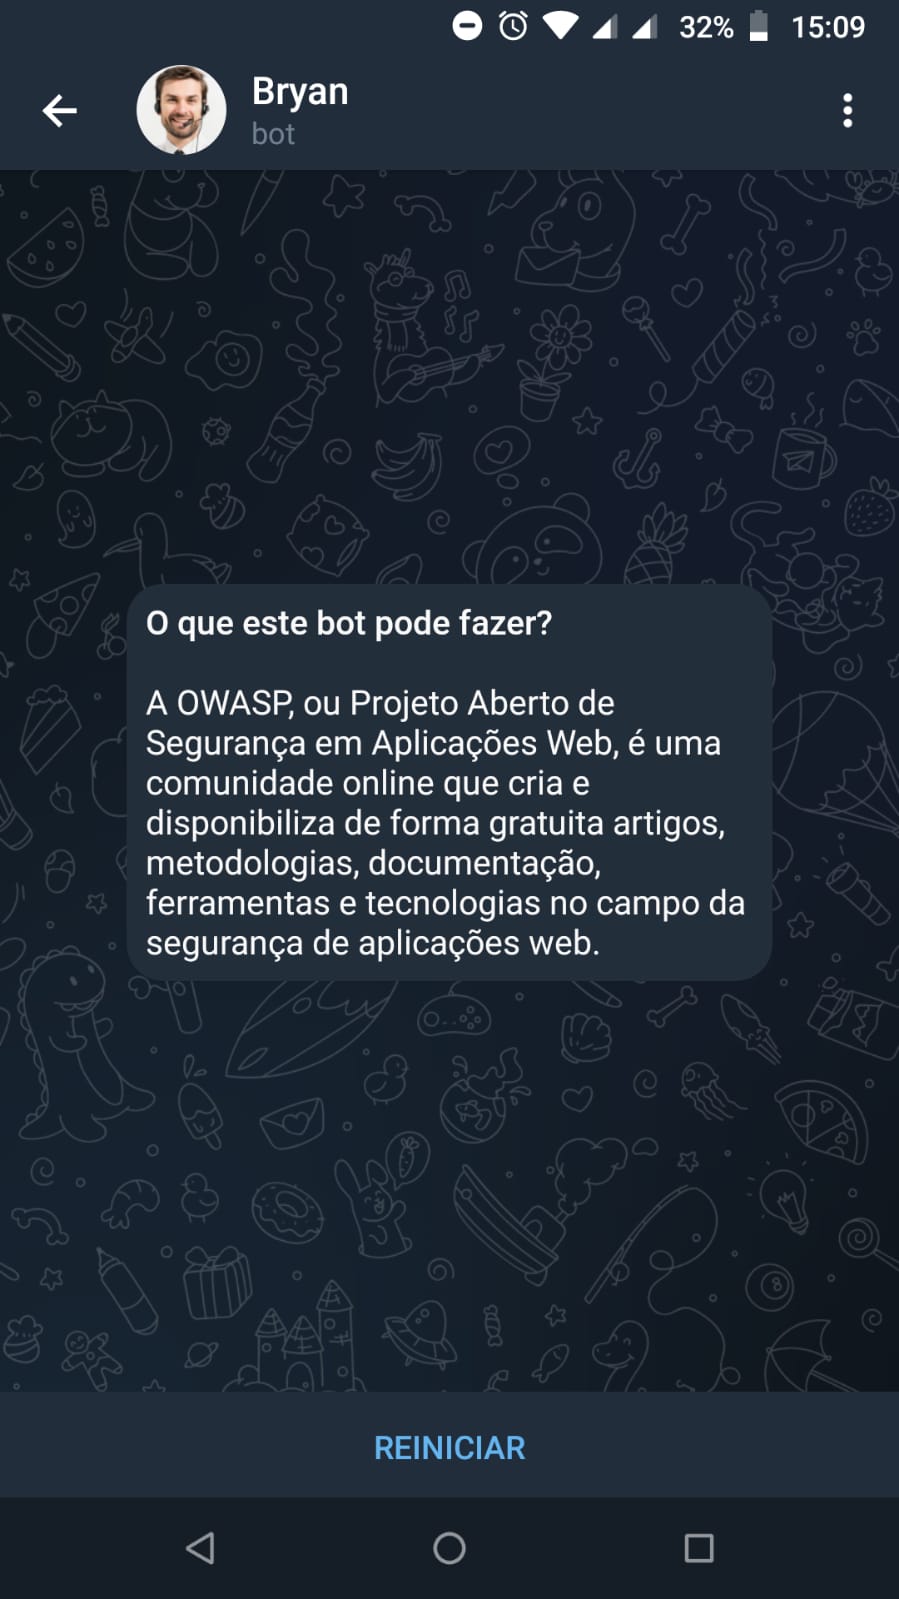 32% 15:09
Bryan
bot
O que este bot pode fazer?
A OWASP, ou Projeto Aberto de
Segurança em Aplicações Web, é uma
comunidade online que cria e
disponibiliza de forma gratuita artigos,
metodologias, documentação,
ferramentas e tecnologias no campo da
segurança de aplicações web.
8
REINICIAR